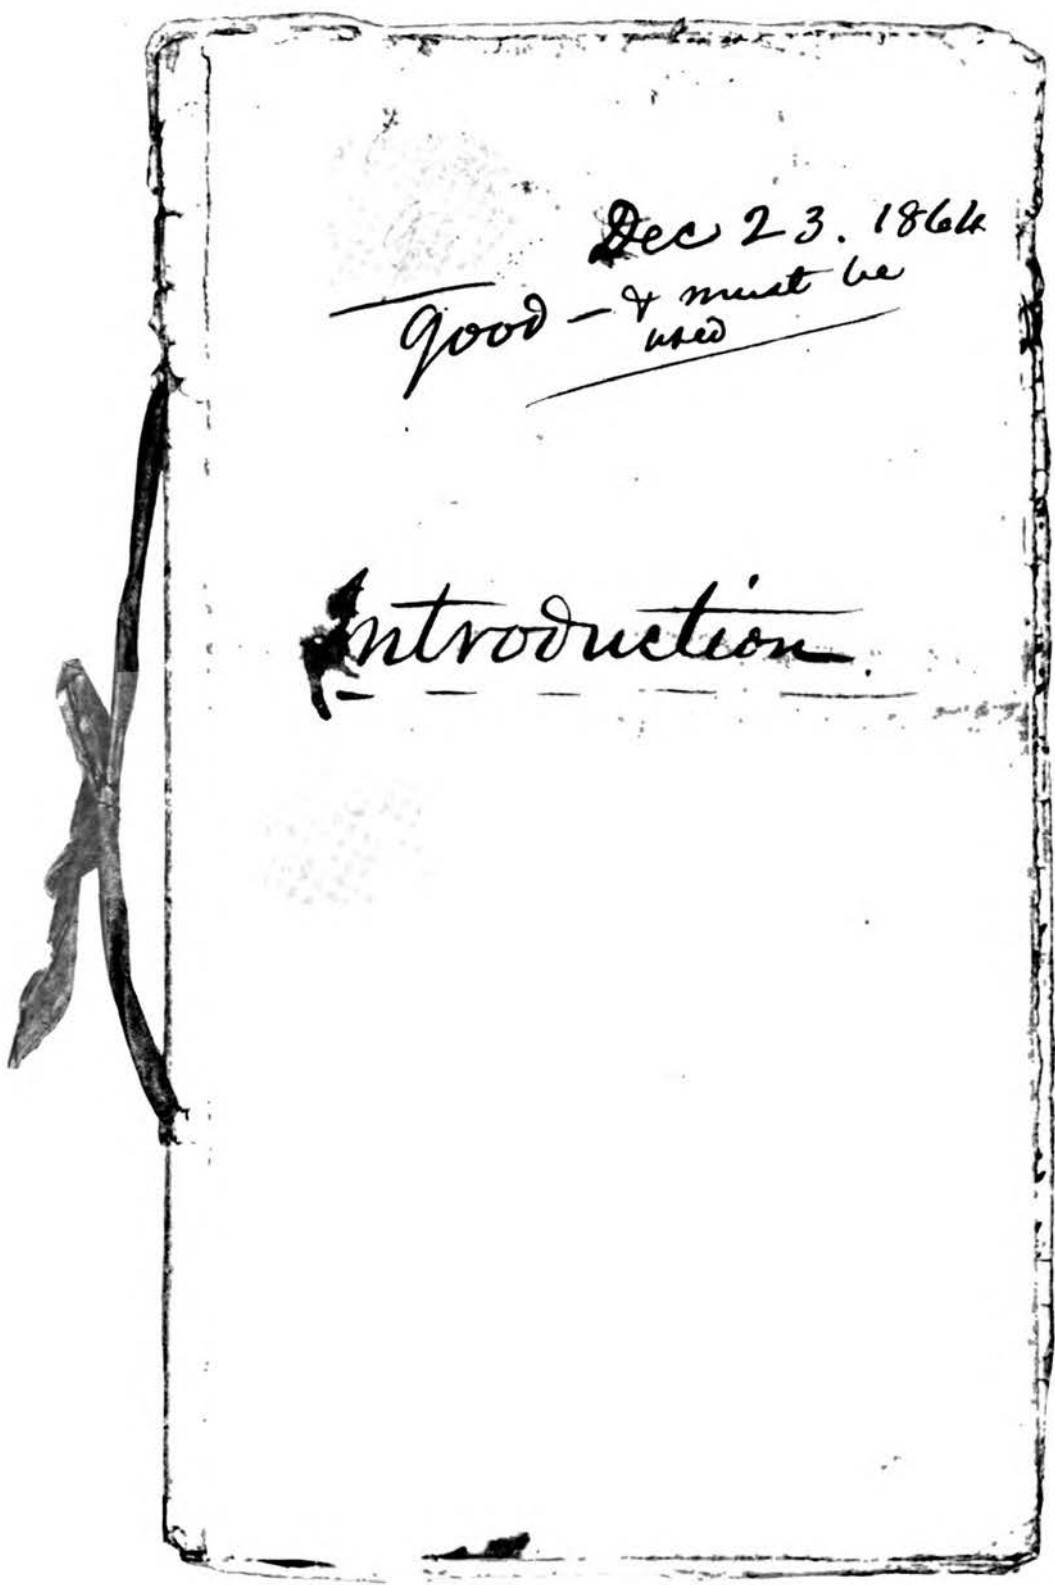 Dec 23. 1864
Good - & must be
used
Introduction.